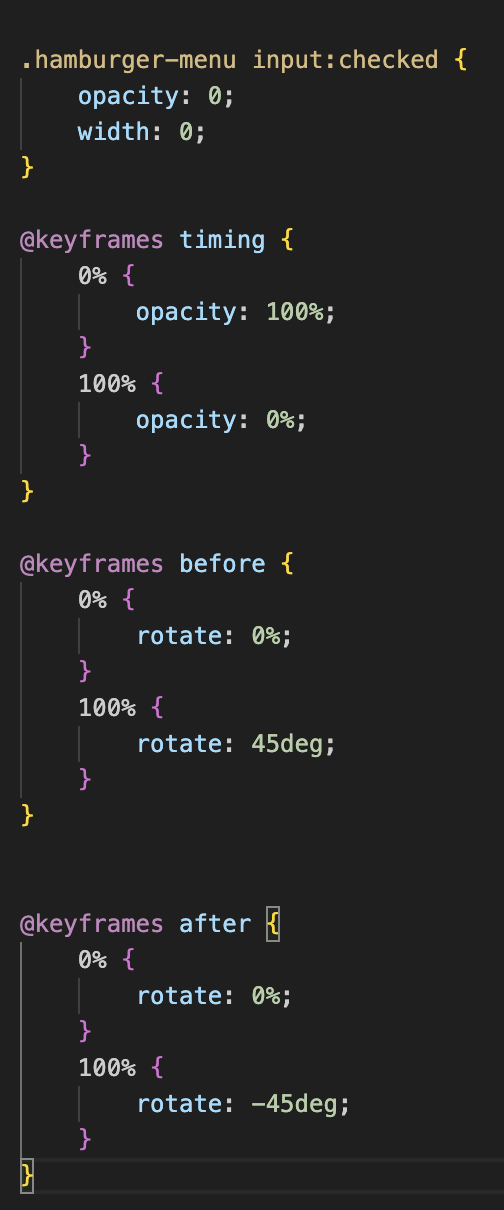 .hamburger-menu input:checked {
    opacity: 0;
    width: 0;
}

@keyframes timing {
    0% {
        opacity: 100%;
    }
    100% {
        opacity: 0%;
    }
}

@keyframes before {
    0% {
        rotate: 0%;
    }
    100% {
        rotate: 45deg;
    }
}


@keyframes after {
    0% {
        rotate: 0%;
    }
    100% {
        rotate: -45deg;
    }
}